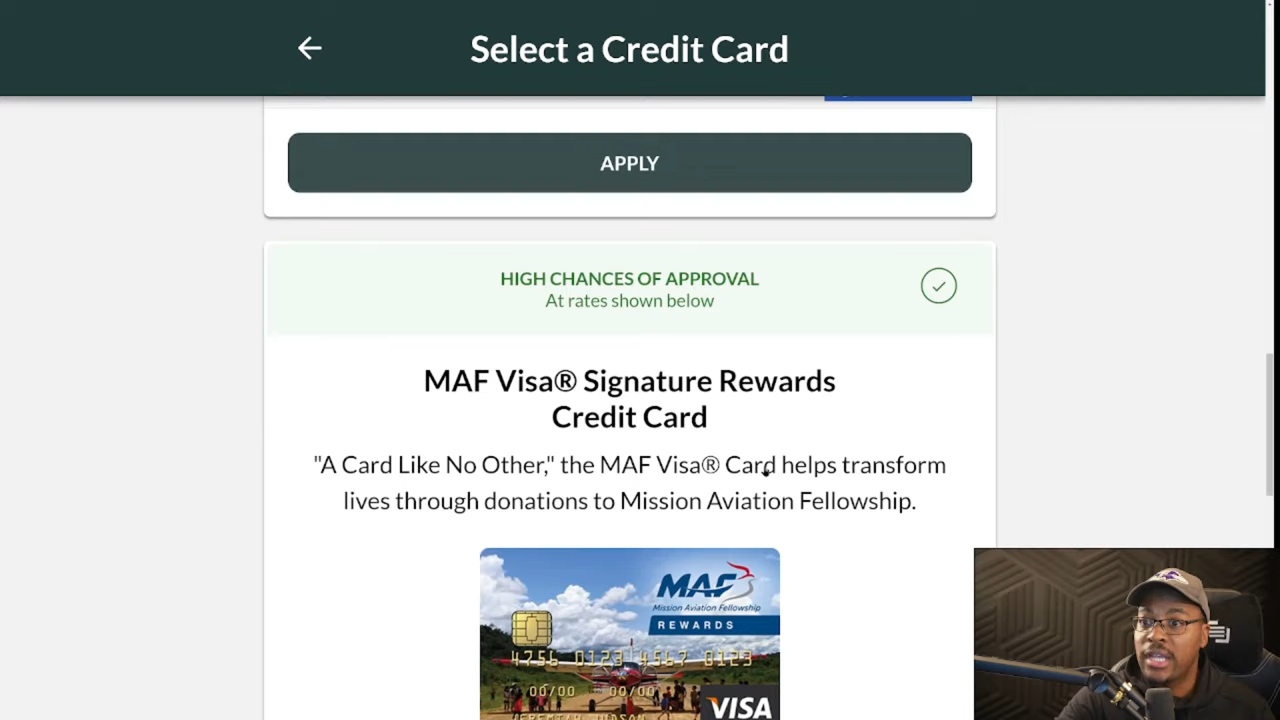 Select a Credit Card
APPLY
HIGH CHANCES OF APPROVAL
At rates shown below
MAF Visa® Signature Rewards
Credit Card
"A Card Like No Other," the MAF Visa® Card helps transform
lives through donations to Mission Aviation Fellowship.
MAF
Mission Aviation Fellowship
REWARDS
4756 0123 4567 0123
00/00 00/00
VISA